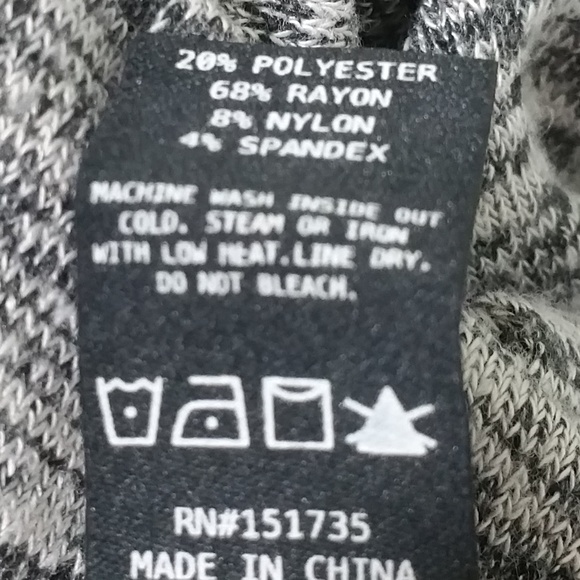 20% POLYESTER
68% RAYON
8% NYLON
4% SPANDEX
MACHINE WASH INSIDE OUT
COLD. STEAM OR IRON
WITH LOW HEAT.LINE DRY.
DO NOT BLEACH.
RN#151735
MADE IN CHINA